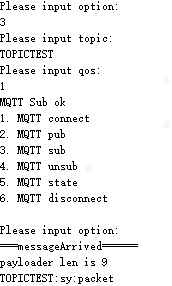 Please input option:
3
Please input topic:
TOPICTEST
Please input qos:
1
MQTT Sub ok
1. MQTT connect
2. MQTT pub
3. MQTT sub
4. MQTT unsub
5. MQTT state
6. MQTT disconnect

Please input option:
===messageArrived======
payloader len is 9
TOPICTEST:sy:packet